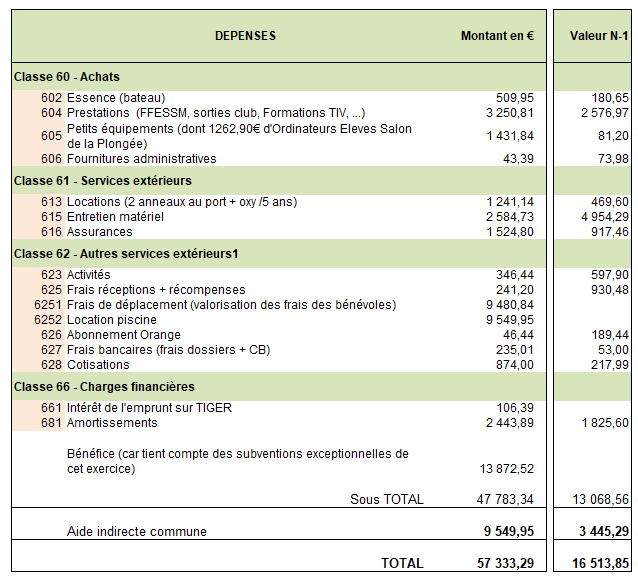 DEPENSES Montant en € Valeur N-1
Classe 60 - Achats
602 Essence (bateau) 509,95 180,65
604 Prestations (FFESSM, sorties club, Formations TIV, ...) 3 250,81 2 576,97
605 Petits équipements (dont 1262,90€ d'Ordinateurs Eleves Salon de la Plongée) 1 431,84 81,20
606 Fournitures administratives 43,39 73,98
Classe 61 - Services extérieurs
613 Locations (2 anneaux au port + oxy /5 ans) 1 241,14 469,60
615 Entretien matériel 2 584,73 4 954,29
616 Assurances 1 524,80 917,46
Classe 62 - Autres services extérieurs1
623 Activités 346,44 597,90
625 Frais réceptions + récompenses 241,20 930,48
6251 Frais de déplacement (valorisation des frais des bénévoles) 9 480,84
6252 Location piscine 9 549,95
626 Abonnement Orange 46,44 189,44
627 Frais bancaires (frais dossiers + CB) 235,01 53,00
628 Cotisations 874,00 217,99
Classe 66 - Charges financières
661 Intérêt de l'emprunt sur TIGER 106,39
681 Amortissements 2 443,89 1 825,60
Bénéfice (car tient compte des subventions exceptionnelles de
cet exercice) 13 872,52
Sous TOTAL 47 783,34 13 068,56
Aide indirecte commune 9 549,95 3 445,29
TOTAL 57 333,29 16 513,85